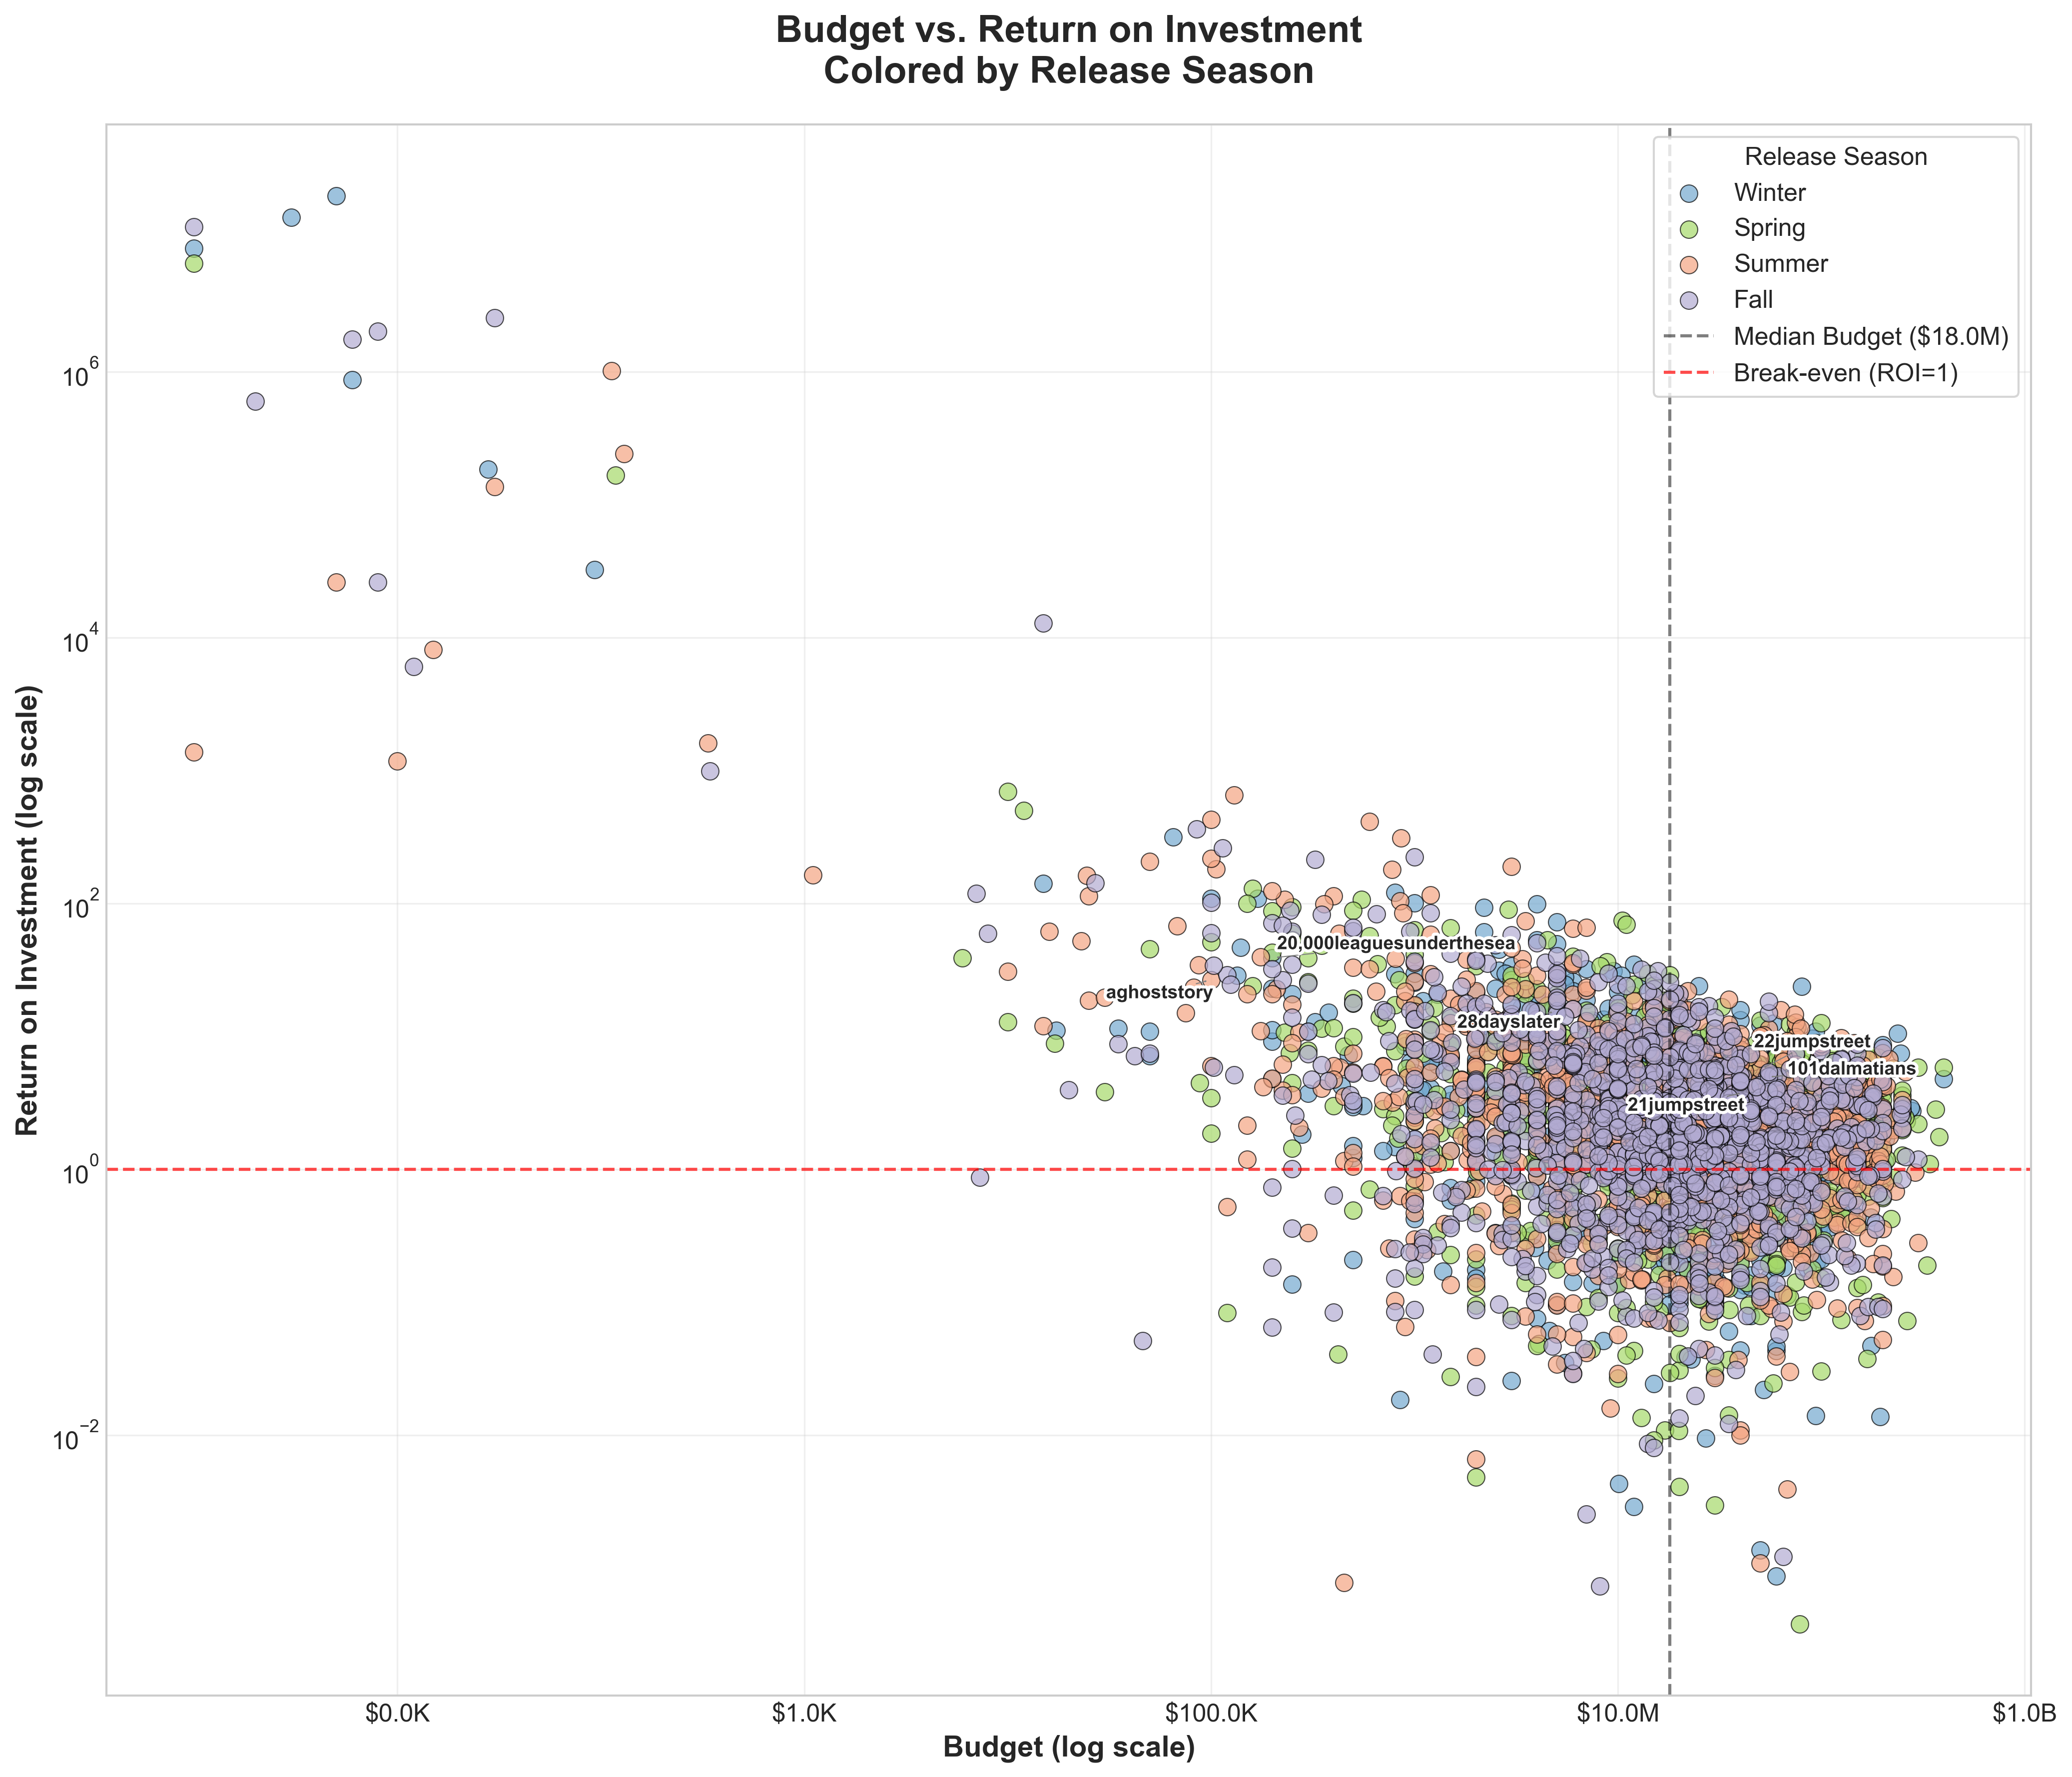 Budget vs. Return on Investment
Colored by Release Season
Release Season
Winter
Spring
Summer
Fall
Median Budget ($18.0M)
Break-even (ROI=1)
Return on Investment (log scale)
10^6
10^4
10^2
10^0
10^−2
20,000leaguesunderthesea
aghoststory
28dayslater
22jumpstreet
101dalmatians
21jumpstreet
$0.0K
$1.0K
$100.0K
$10.0M
$1.0B
Budget (log scale)